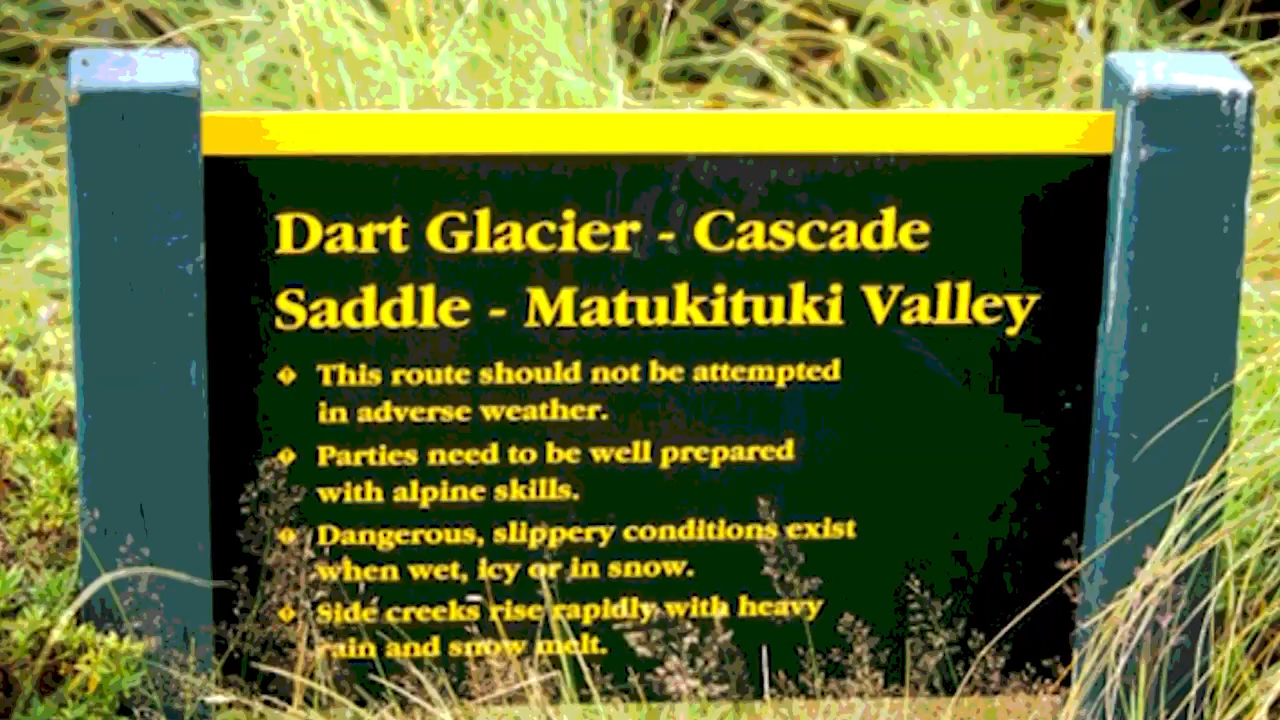 Dart Glacier - Cascade
Saddle - Matukituki Valley
This route should not be attempted
in adverse weather.
Parties need to be well prepared
with alpine skills.
Dangerous, slippery conditions exist
when wet, icy or in snow.
Side creeks rise rapidly with heavy
rain and snow melt.